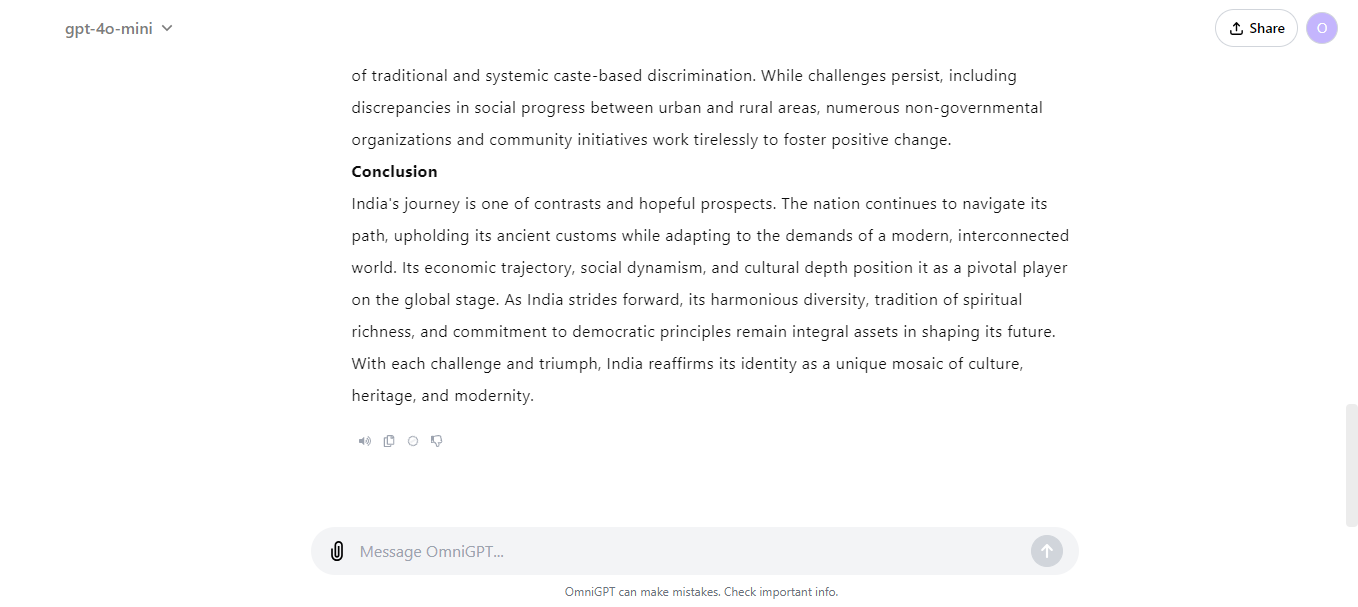 gpt-4o-mini
Share
O
of traditional and systemic caste-based discrimination. While challenges persist, including
discrepancies in social progress between urban and rural areas, numerous non-governmental
organizations and community initiatives work tirelessly to foster positive change.
Conclusion
India's journey is one of contrasts and hopeful prospects. The nation continues to navigate its
path, upholding its ancient customs while adapting to the demands of a modern, interconnected
world. Its economic trajectory, social dynamism, and cultural depth position it as a pivotal player
on the global stage. As India strides forward, its harmonious diversity, tradition of spiritual
richness, and commitment to democratic principles remain integral assets in shaping its future.
With each challenge and triumph, India reaffirms its identity as a unique mosaic of culture,
heritage, and modernity.
Message OmniGPT...
OmniGPT can make mistakes. Check important info.